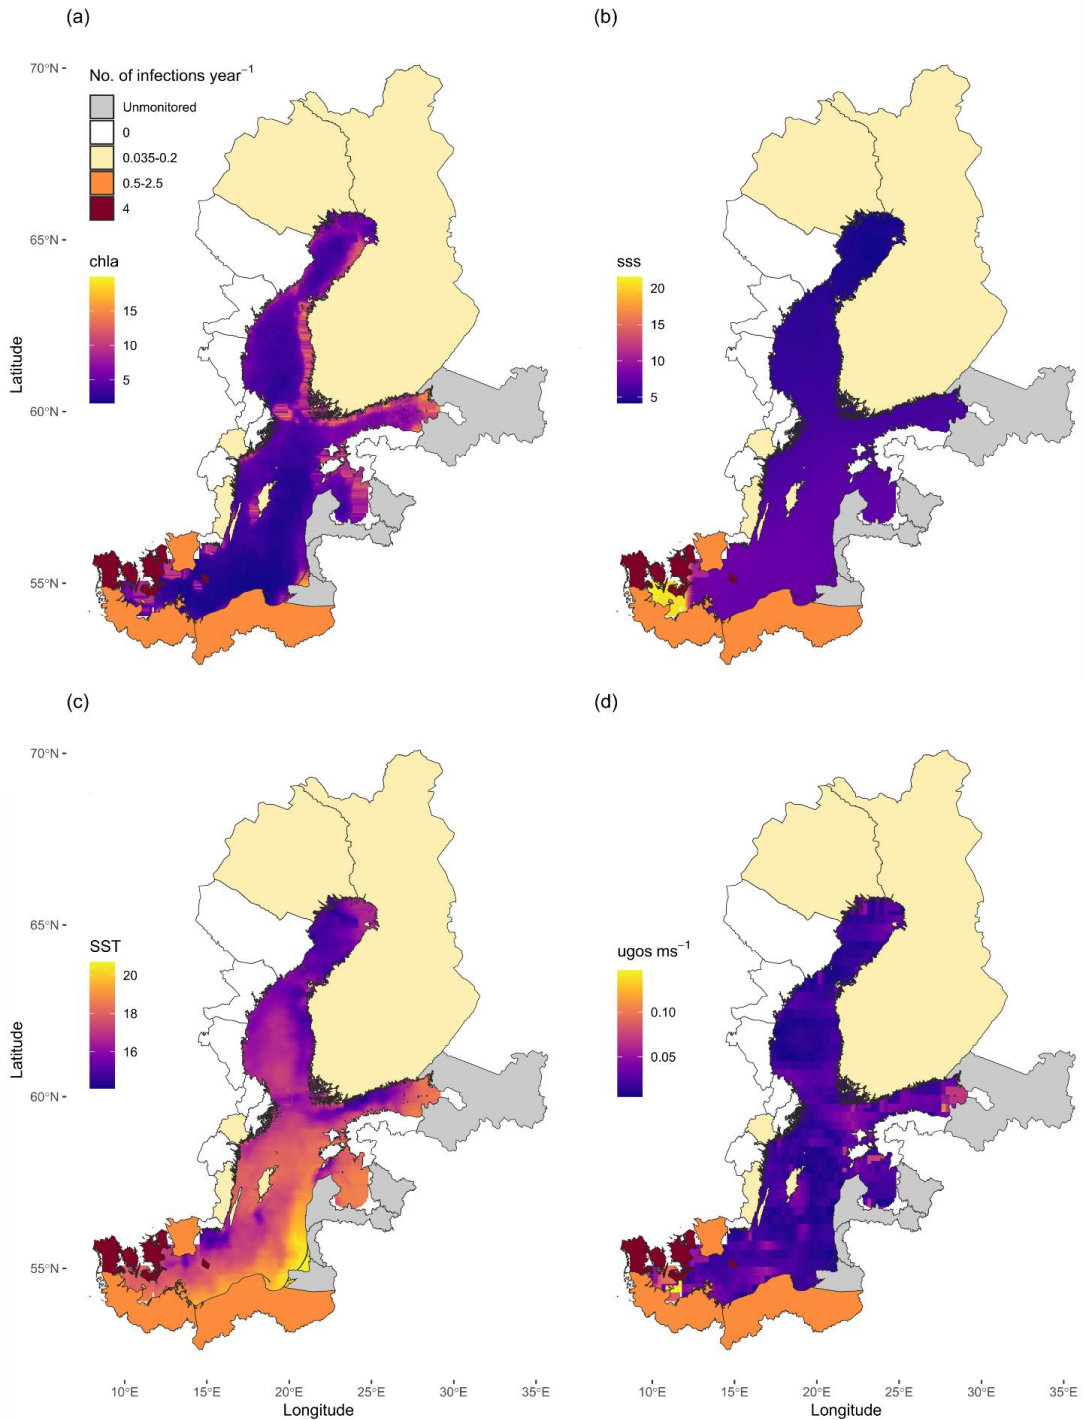 (a)
(b)
No. of infections year⁻¹
Unmonitored
0
0.035-0.2
0.5-2.5
4
chla
15
10
5
sss
20
15
10
5
70°N
65°N
60°N
55°N
Latitude
(c)
(d)
SST
20
18
16
ugos ms⁻¹
0.10
0.05
70°N
65°N
60°N
55°N
Latitude
10°E 15°E 20°E 25°E 30°E 35°E
Longitude
10°E 15°E 20°E 25°E 30°E 35°E
Longitude